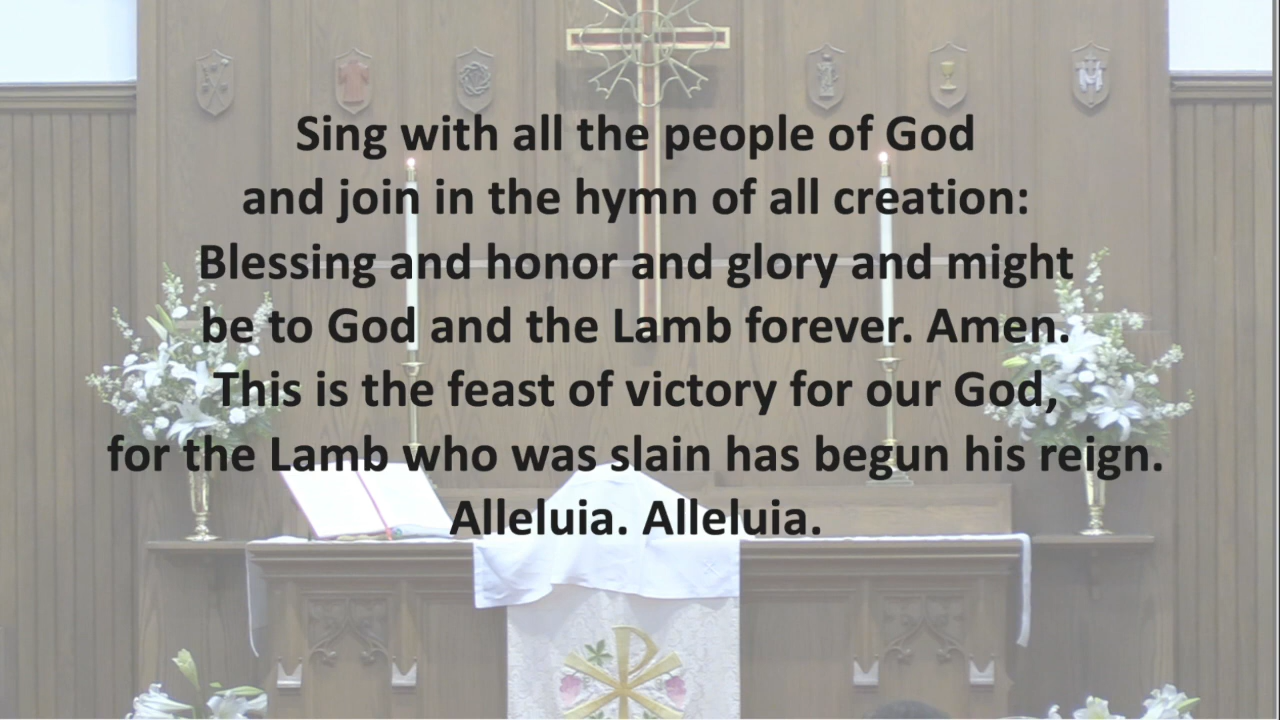 Sing with all the people of God
and join in the hymn of all creation:
Blessing and honor and glory and might
be to God and the Lamb forever. Amen.
This is the feast of victory for our God,
for the Lamb who was slain has begun his reign.
Alleluia. Alleluia.